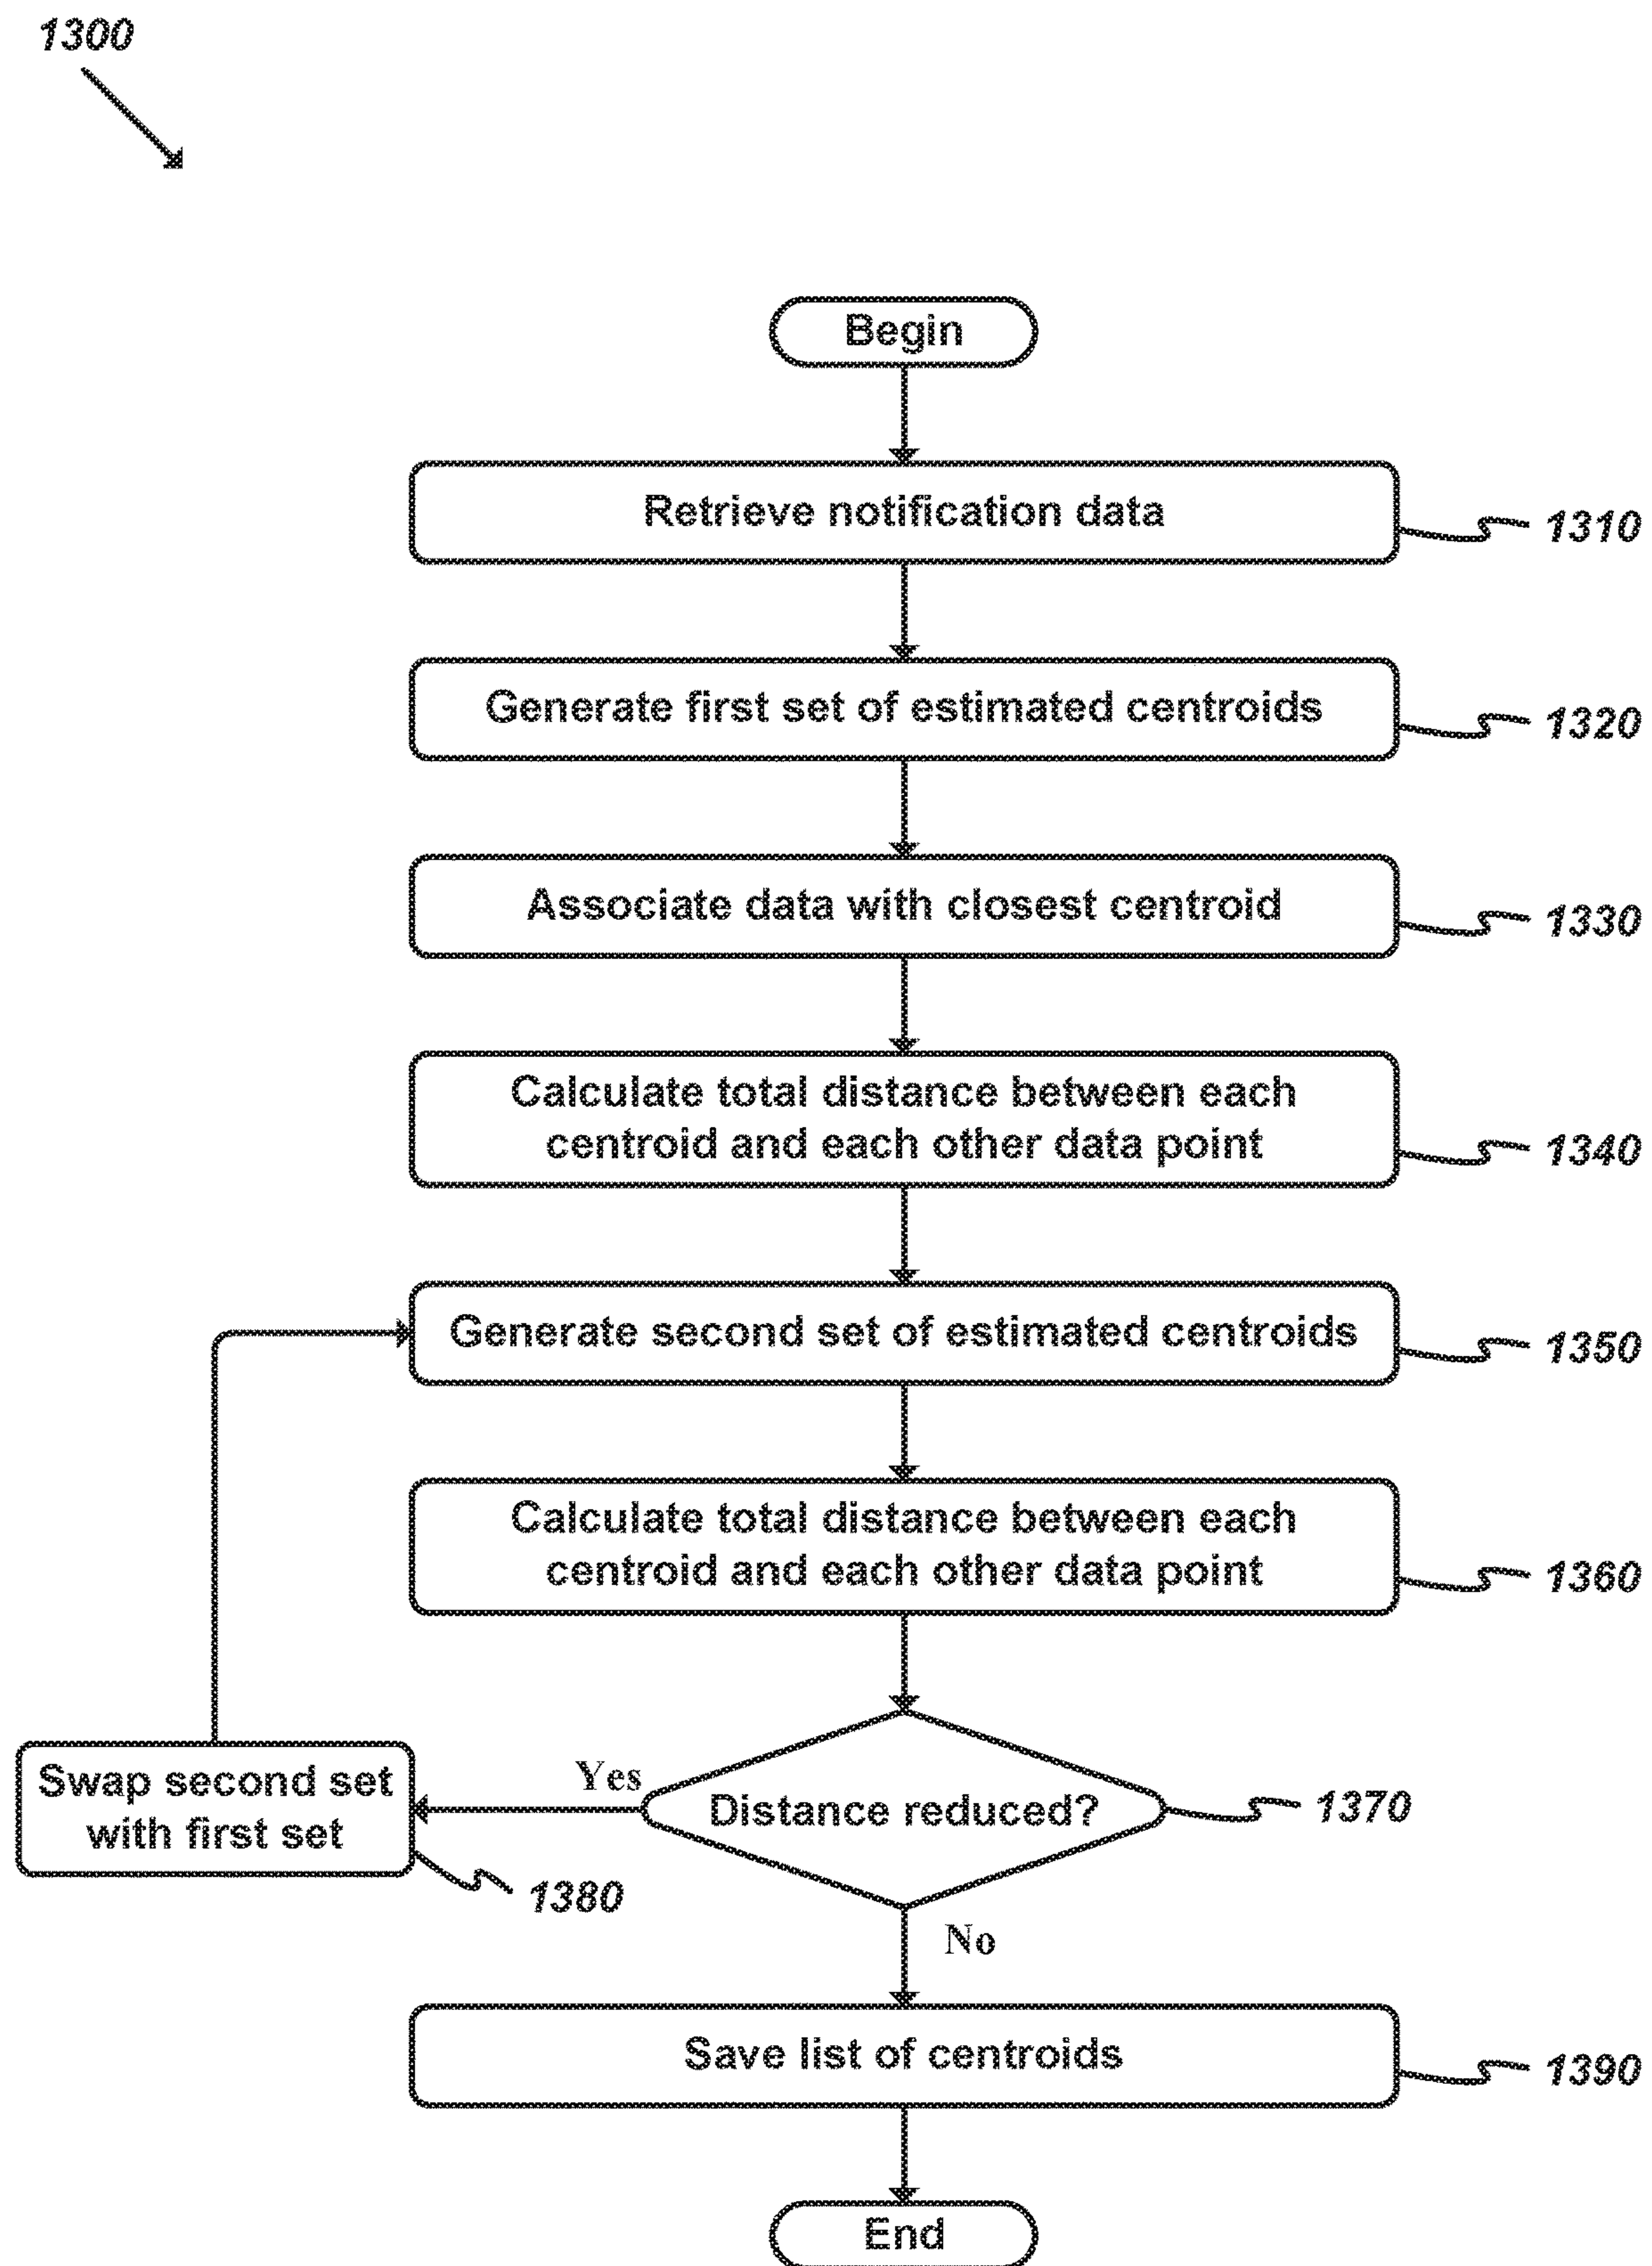 1300
Begin
Retrieve notification data
1310
Generate first set of estimated centroids
1320
Associate data with closest centroid
1330
Calculate total distance between each
centroid and each other data point
1340
Generate second set of estimated centroids
1350
Calculate total distance between each
centroid and each other data point
1360
Distance reduced?
1370
Yes
Swap second set
with first set
1380
No
Save list of centroids
1390
End